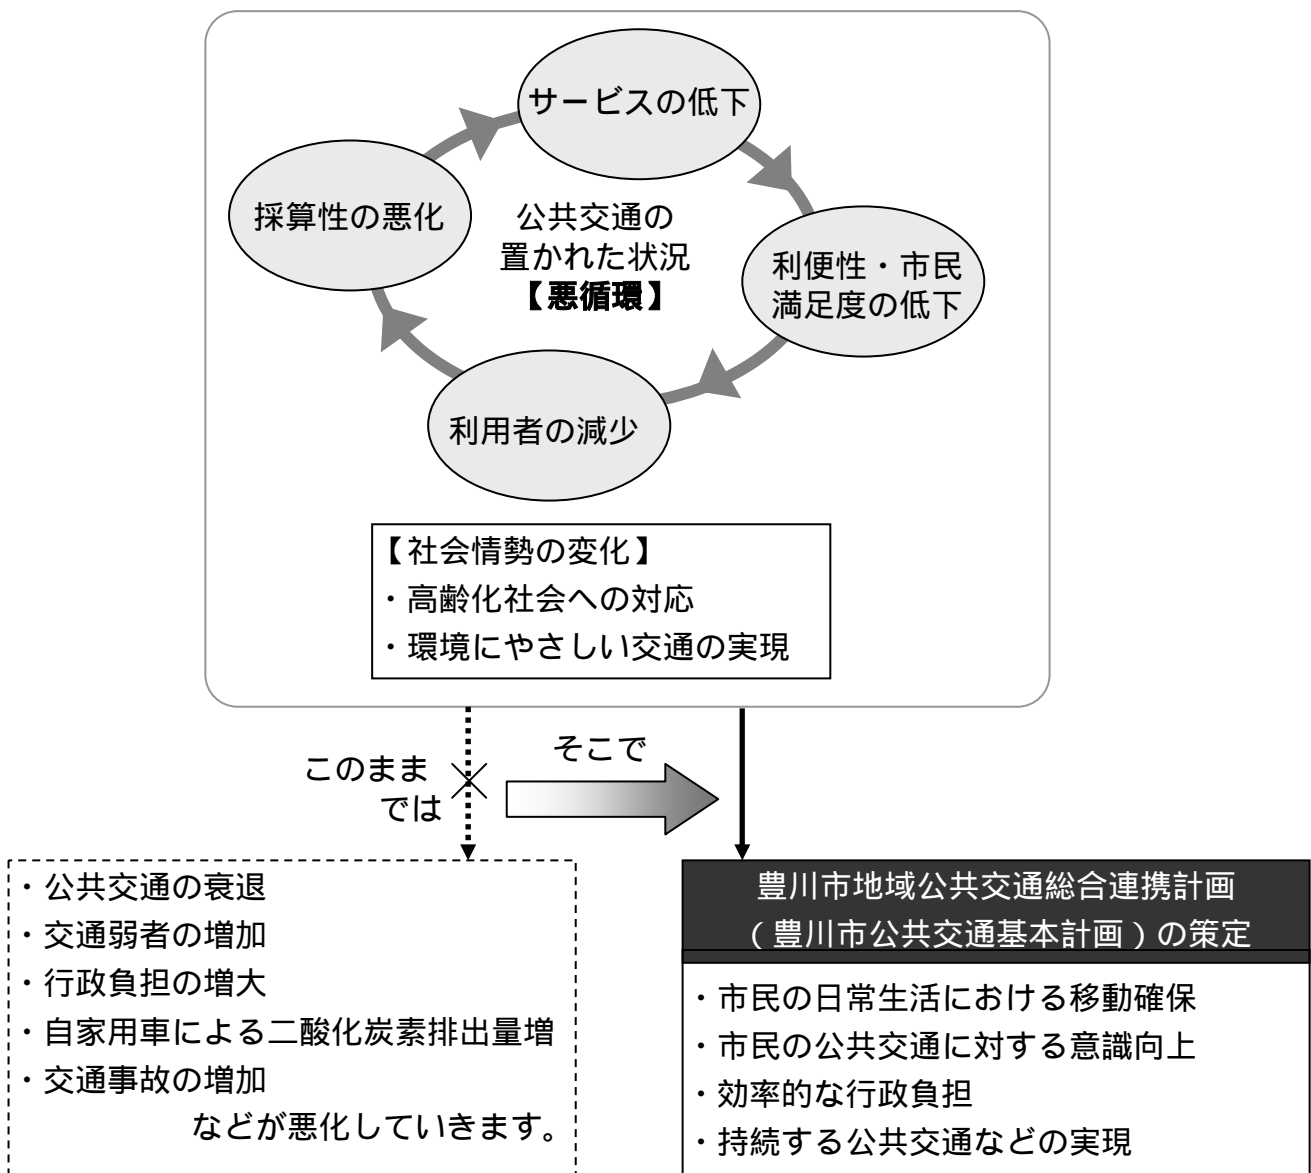 サービスの低下
採算性の悪化
公共交通の
置かれた状況
【悪循環】
利便性・市民
満足度の低下
利用者の減少
【社会情勢の変化】
・高齢化社会への対応
・環境にやさしい交通の実現
このまま
では
そこで
・公共交通の衰退
・交通弱者の増加
・行政負担の増大
・自家用車による二酸化炭素排出量増
・交通事故の増加
などが悪化していきます。
豊川市地域公共交通総合連携計画
（豊川市公共交通基本計画）の策定
・市民の日常生活における移動確保
・市民の公共交通に対する意識向上
・効率的な行政負担
・持続する公共交通などの実現